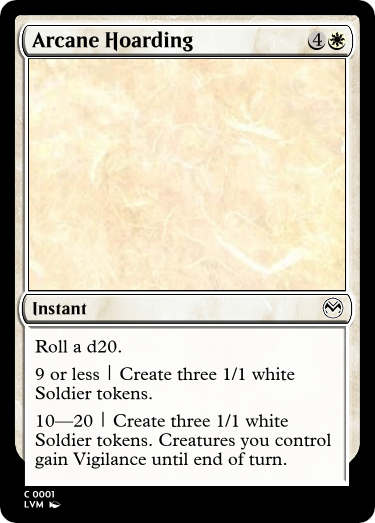 Arcane Hoarding 4
Instant
Roll a d20.
9 or less | Create three 1/1 white
Soldier tokens.
10—20 | Create three 1/1 white
Soldier tokens. Creatures you control
gain Vigilance until end of turn.
C 0001
LVM